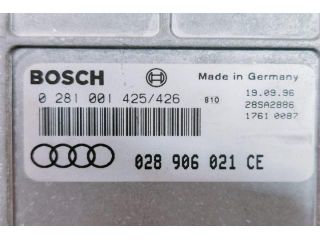 BOSCH Made in Germany
0 281 001 425/426 810 19.09.96
28SA2886
1761 0087
028 906 021 CE